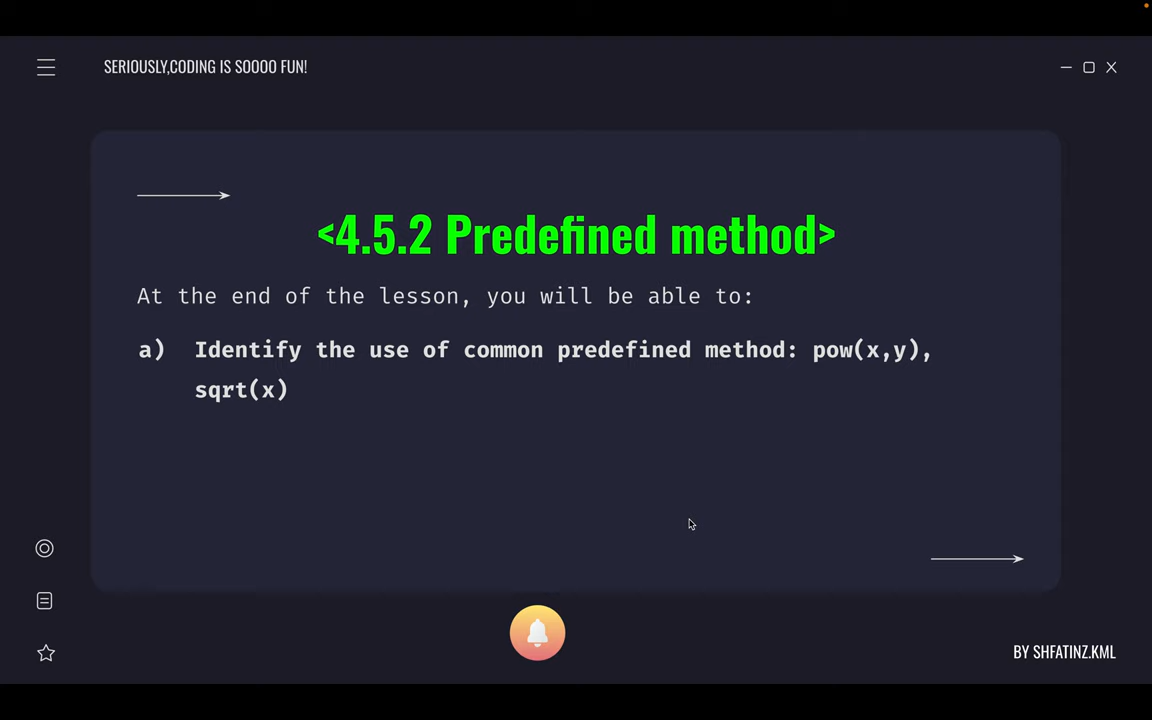 SERIOUSLY,CODING IS SOOOO FUN!
<4.5.2 Predefined method>
At the end of the lesson, you will be able to:
a) Identify the use of common predefined method: pow(x,y),
sqrt(x)
BY SHFATINZ.KML